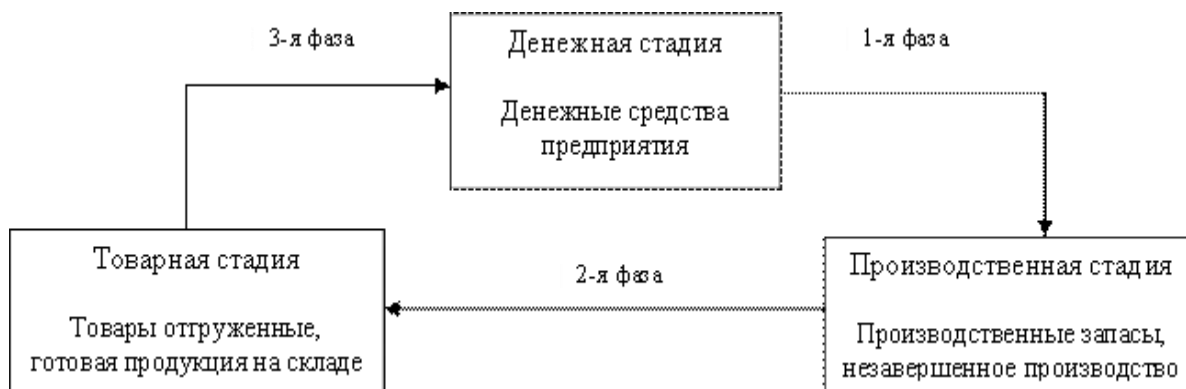 3-я фаза
Денежная стадия
1-я фаза
Денежные средства
предприятия
Товарная стадия
2-я фаза
Производственная стадия
Товары отгруженные,
готовая продукция на складе
Производственные запасы,
незавершенное производство